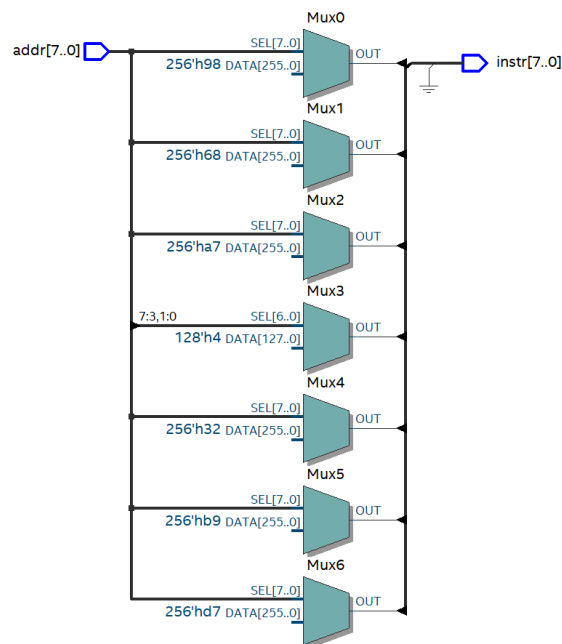 Mux0
addr[7..0]
SEL[7..0]
256'h98 DATA[255..0]
OUT
instr[7..0]
Mux1
SEL[7..0]
256'h68 DATA[255..0]
OUT
Mux2
SEL[7..0]
256'ha7 DATA[255..0]
OUT
Mux3
7:3,1:0
SEL[6..0]
128'h4 DATA[127..0]
OUT
Mux4
SEL[7..0]
256'h32 DATA[255..0]
OUT
Mux5
SEL[7..0]
256'hb9 DATA[255..0]
OUT
Mux6
SEL[7..0]
256'hd7 DATA[255..0]
OUT